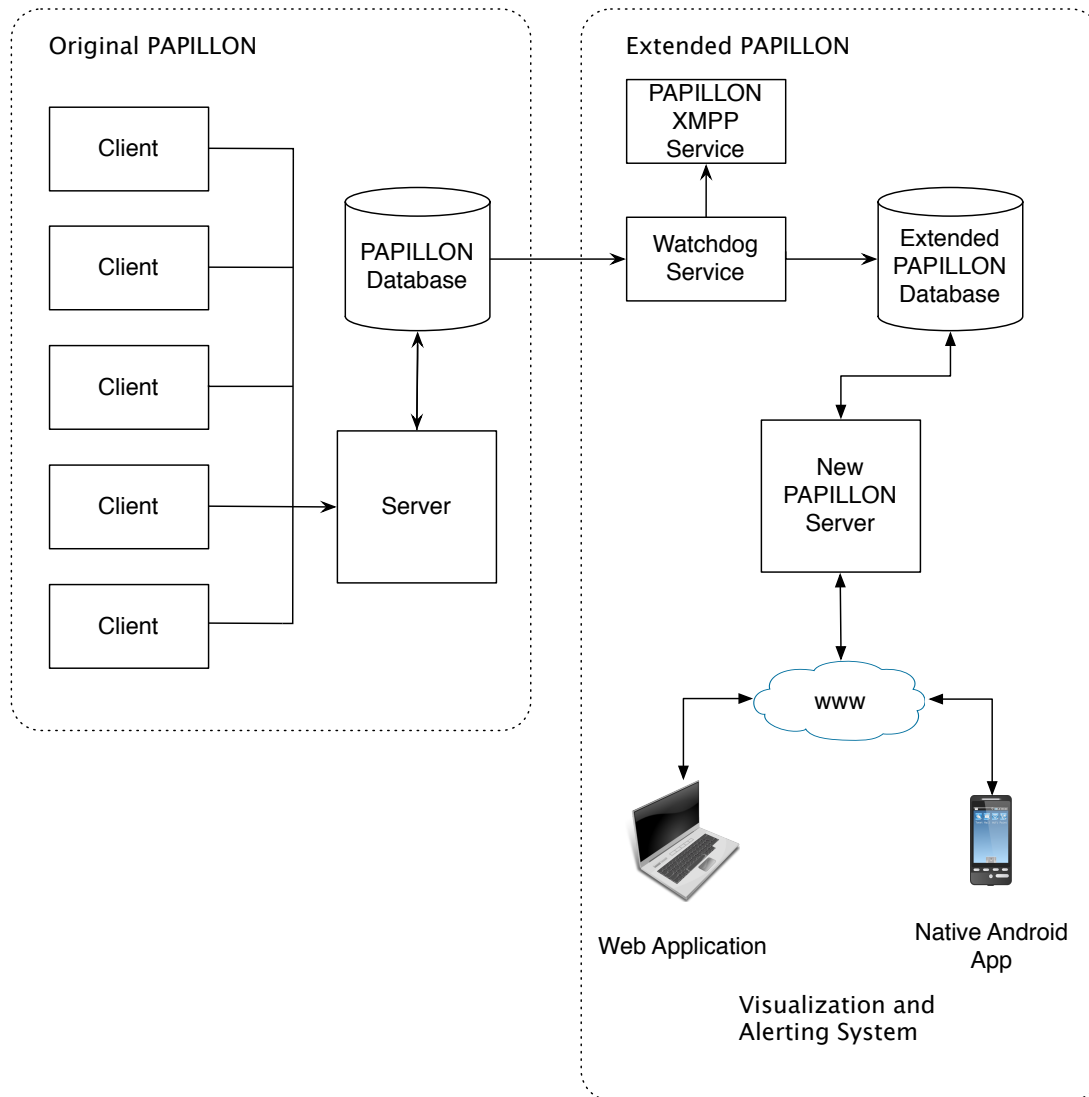 Original PAPILLON
Client
Client
Client
Client
Client
PAPILLON
Database
Server
Extended PAPILLON
PAPILLON
XMPP
Service
Watchdog
Service
Extended
PAPILLON
Database
New
PAPILLON
Server
www
Web Application
Native Android
App
Visualization and
Alerting System